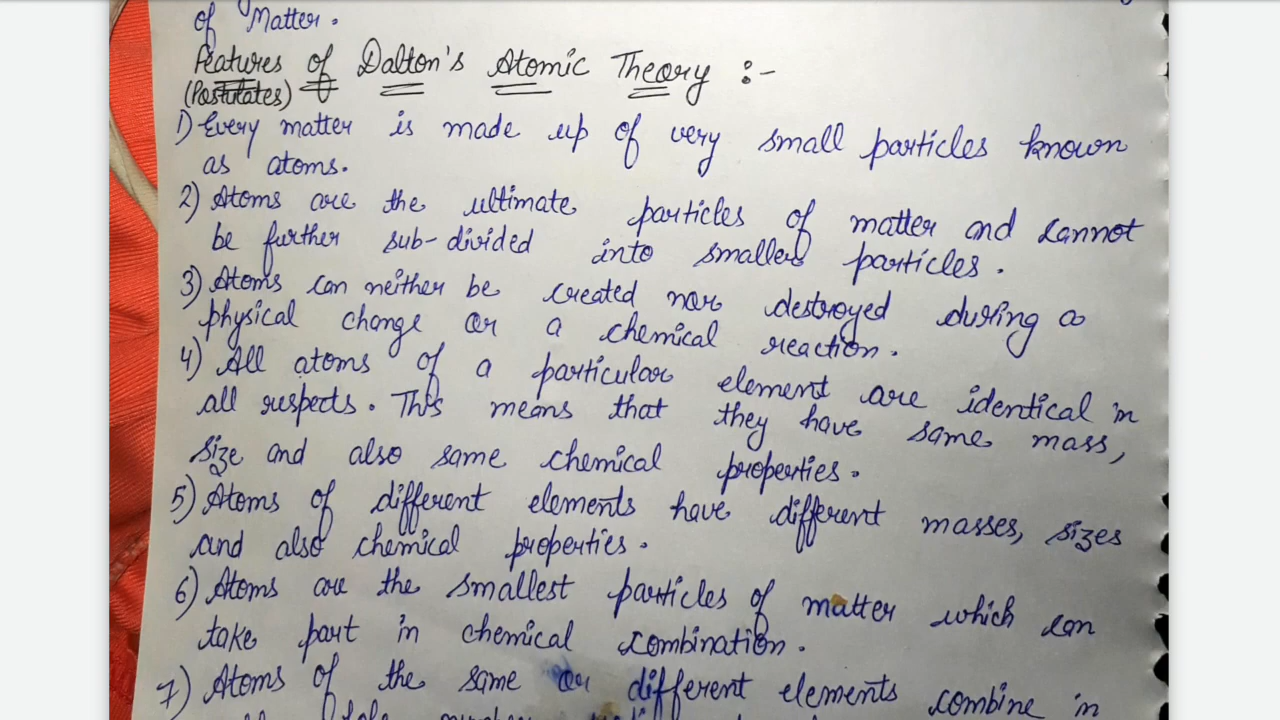 of Matter.
Features of Dalton's Atomic Theory :-
(Postulates)
1) Every matter is made up of very small particles known
as atoms.
2) Atoms are the ultimate particles of matter and cannot
be further sub-divided into smaller particles.
3) Atoms can neither be created nor destroyed during a
physical change or a chemical reaction.
4) All atoms of a particular element are identical in
all respects. This means that they have same mass,
size and also same chemical properties.
5) Atoms of different elements have different masses, sizes
and also chemical properties.
6) Atoms are the smallest particles of matter which can
take part in chemical combination.
7) Atoms of the same or different elements combine in